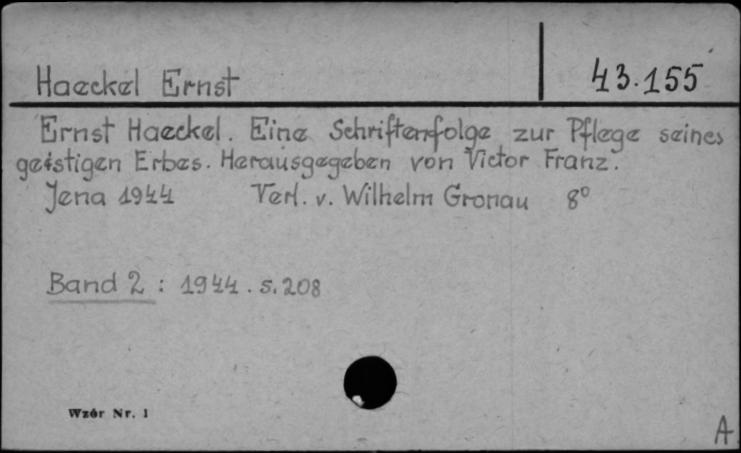 Haeckel Ernst
43.155
Ernst Haeckel. Eine Schriftenfolge zur Pflege seines
geistigen Erbes. Herausgegeben von Victor Franz.
Jena 1944 Verl. v. Wilhelm Gronau 8°
Band 2 : 1944. s. 208
Wzór Nr. 1
A